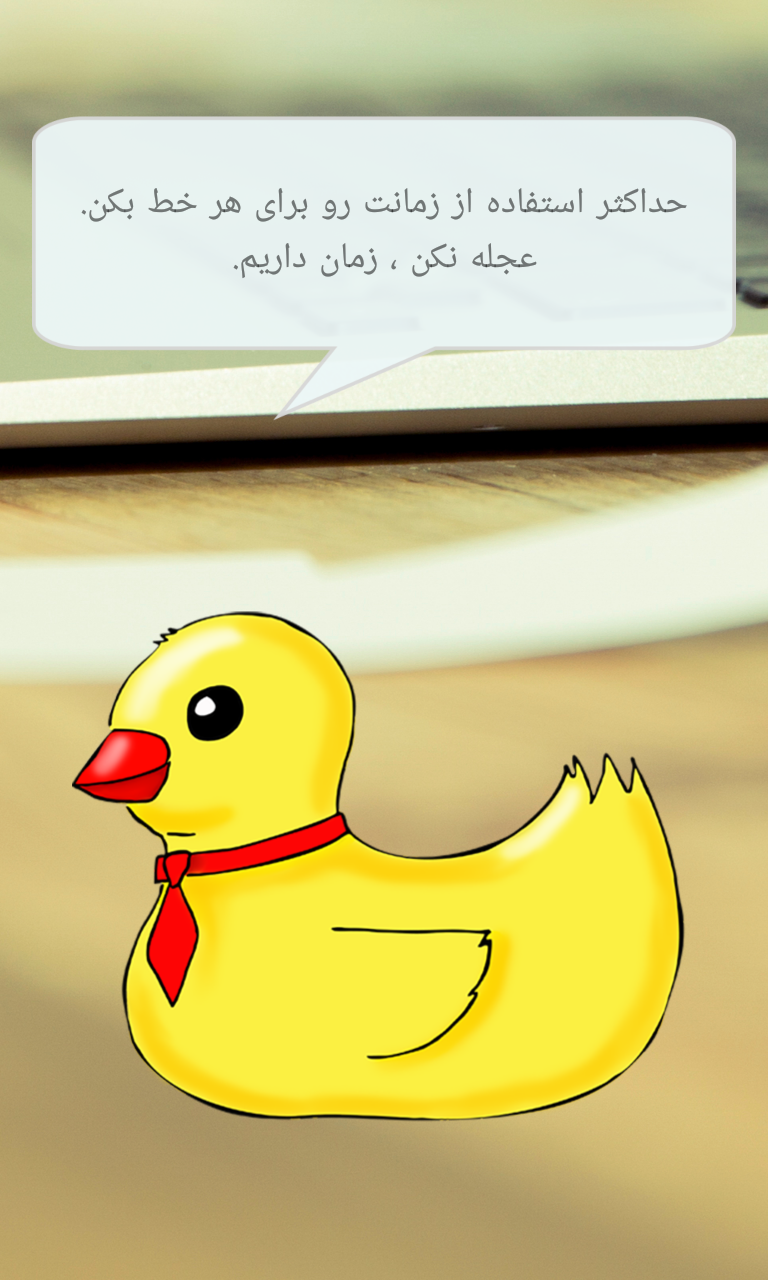 حداکثر استفاده از زمانت رو برای هر خط بکن.
عجله نکن ، زمان داریم.